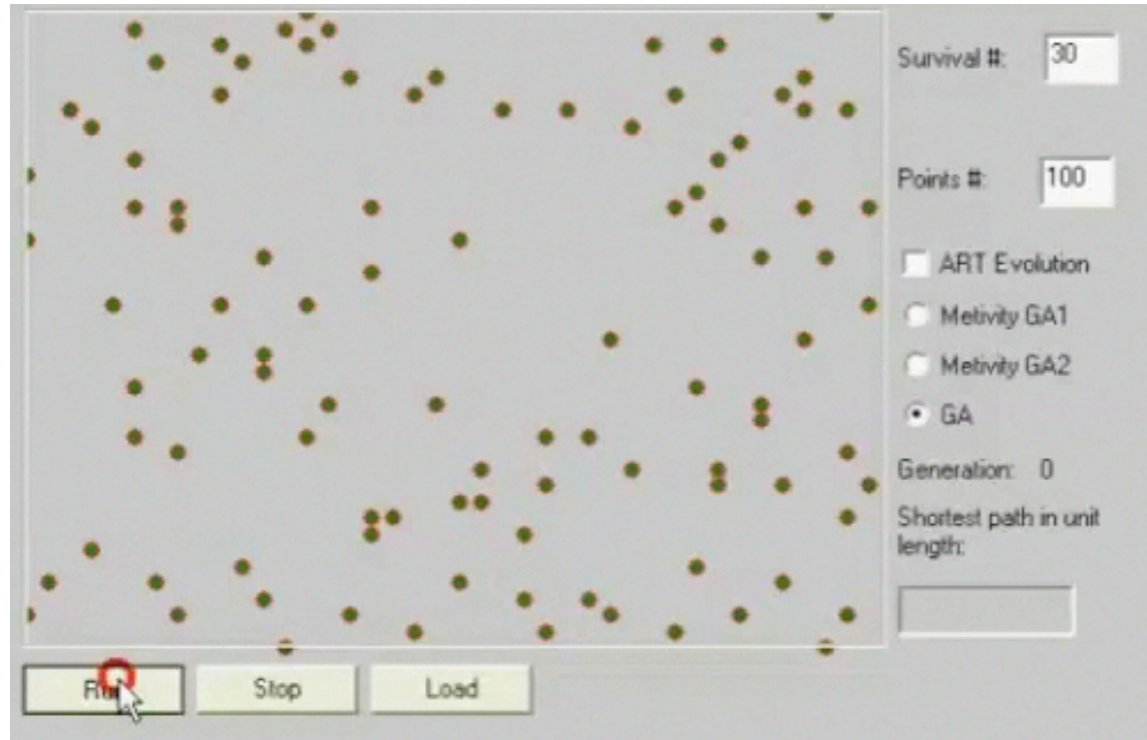 Survival #: 30
Points #: 100
ART Evolution
Metivity GA1
Metivity GA2
GA
Generation: 0
Shortest path in unit
length:
Stop Load